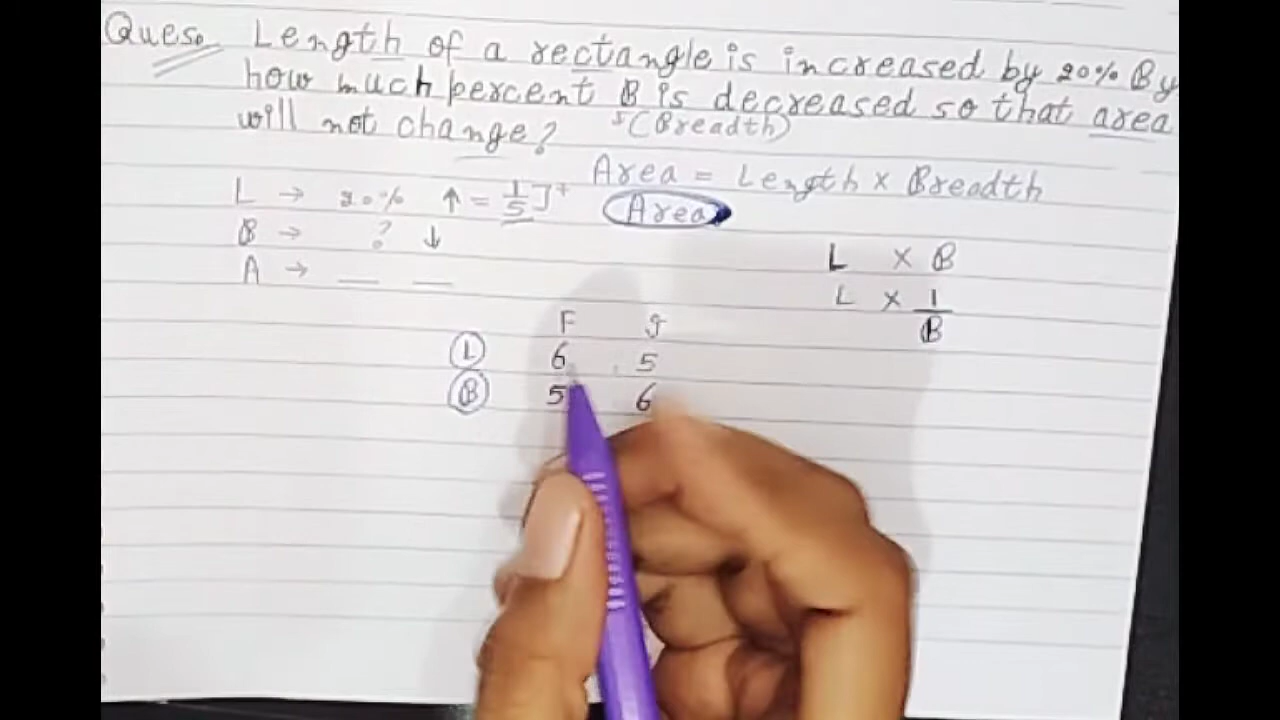 Ques. Length of a rectangle is increased by 20% By
how much percent B is decreased so that area
will not change? (Breadth)
Area = Length × Breadth
L → 20% ↑ = 1/5 J+
Area
B → ? ↓
L × B
A → __ __
L × 1/B
F J
L 6 5
B 5 6